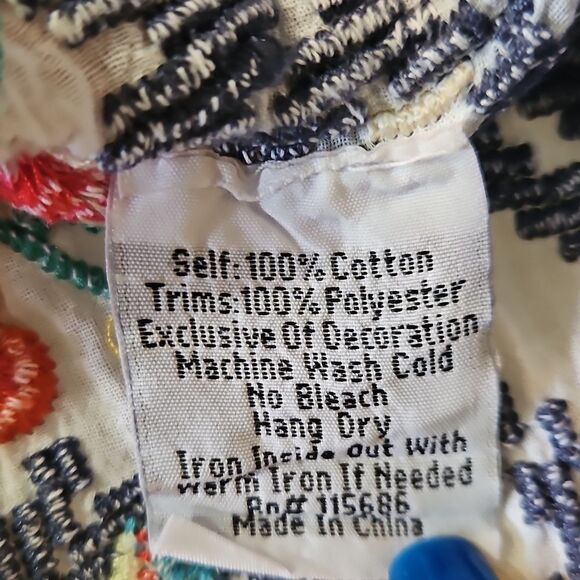 Self: 100% Cotton
Trims: 100% Polyester
Exclusive Of Decoration
Machine Wash Cold
No Bleach
Hang Dry
Iron Inside Out With
Warm Iron If Needed
Rn# 115686
Made In China